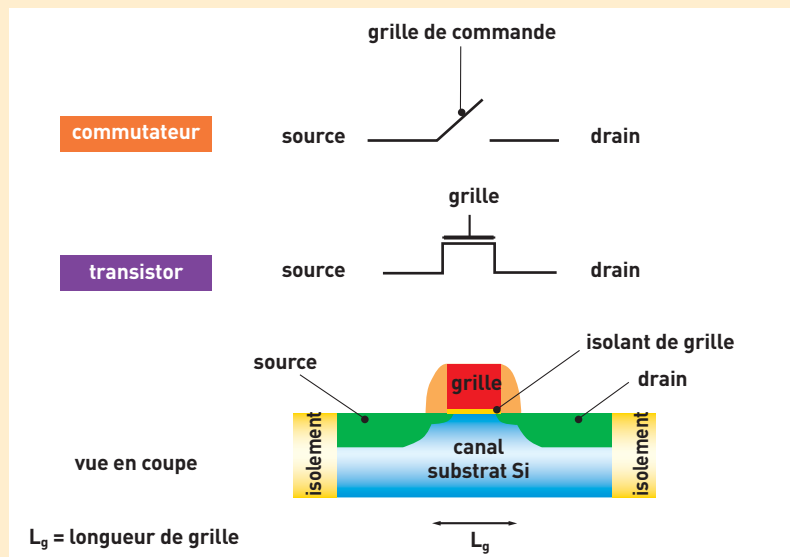 grille de commande
commutateur
source
drain
grille
transistor
source
drain
isolant de grille
source
drain
grille
isolement
canal
substrat Si
isolement
vue en coupe
Lg = longueur de grille
Lg